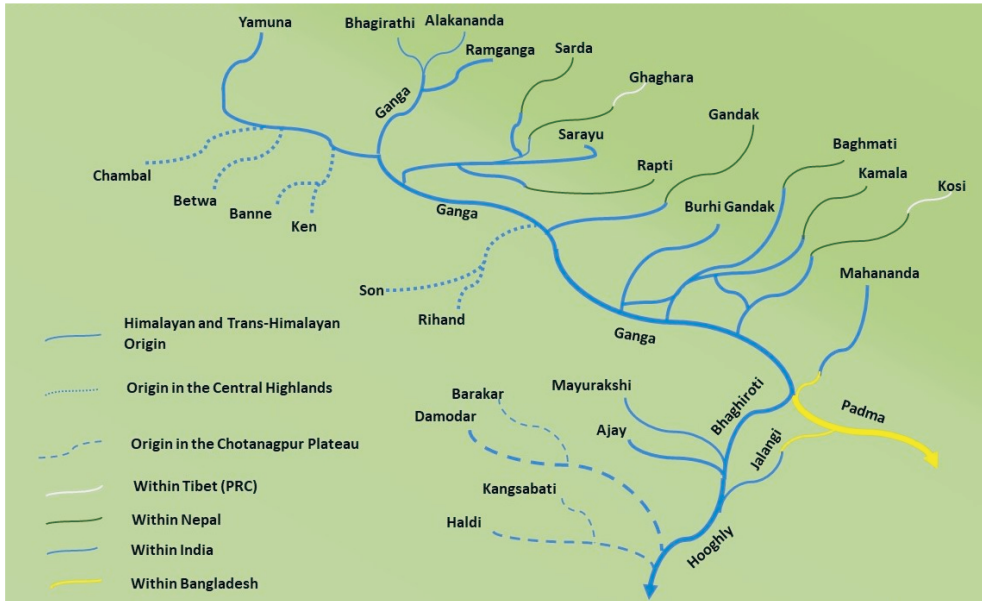 Yamuna
Bhagirathi
Alakananda
Ramganga
Sarda
Ghaghara
Ganga
Gandak
Sarayu
Baghmati
Chambal
Rapti
Kamala
Betwa
Kosi
Banne
Ken
Ganga
Burhi Gandak
Mahananda
Son
Rihand
Ganga
Himalayan and Trans-Himalayan
Origin
Origin in the Central Highlands
Origin in the Chotanagpur Plateau
Within Tibet (PRC)
Within Nepal
Within India
Within Bangladesh
Barakar
Mayurakshi
Damodar
Ajay
Bhaghiroti
Padma
Jalangi
Kangsabati
Haldi
Hooghly